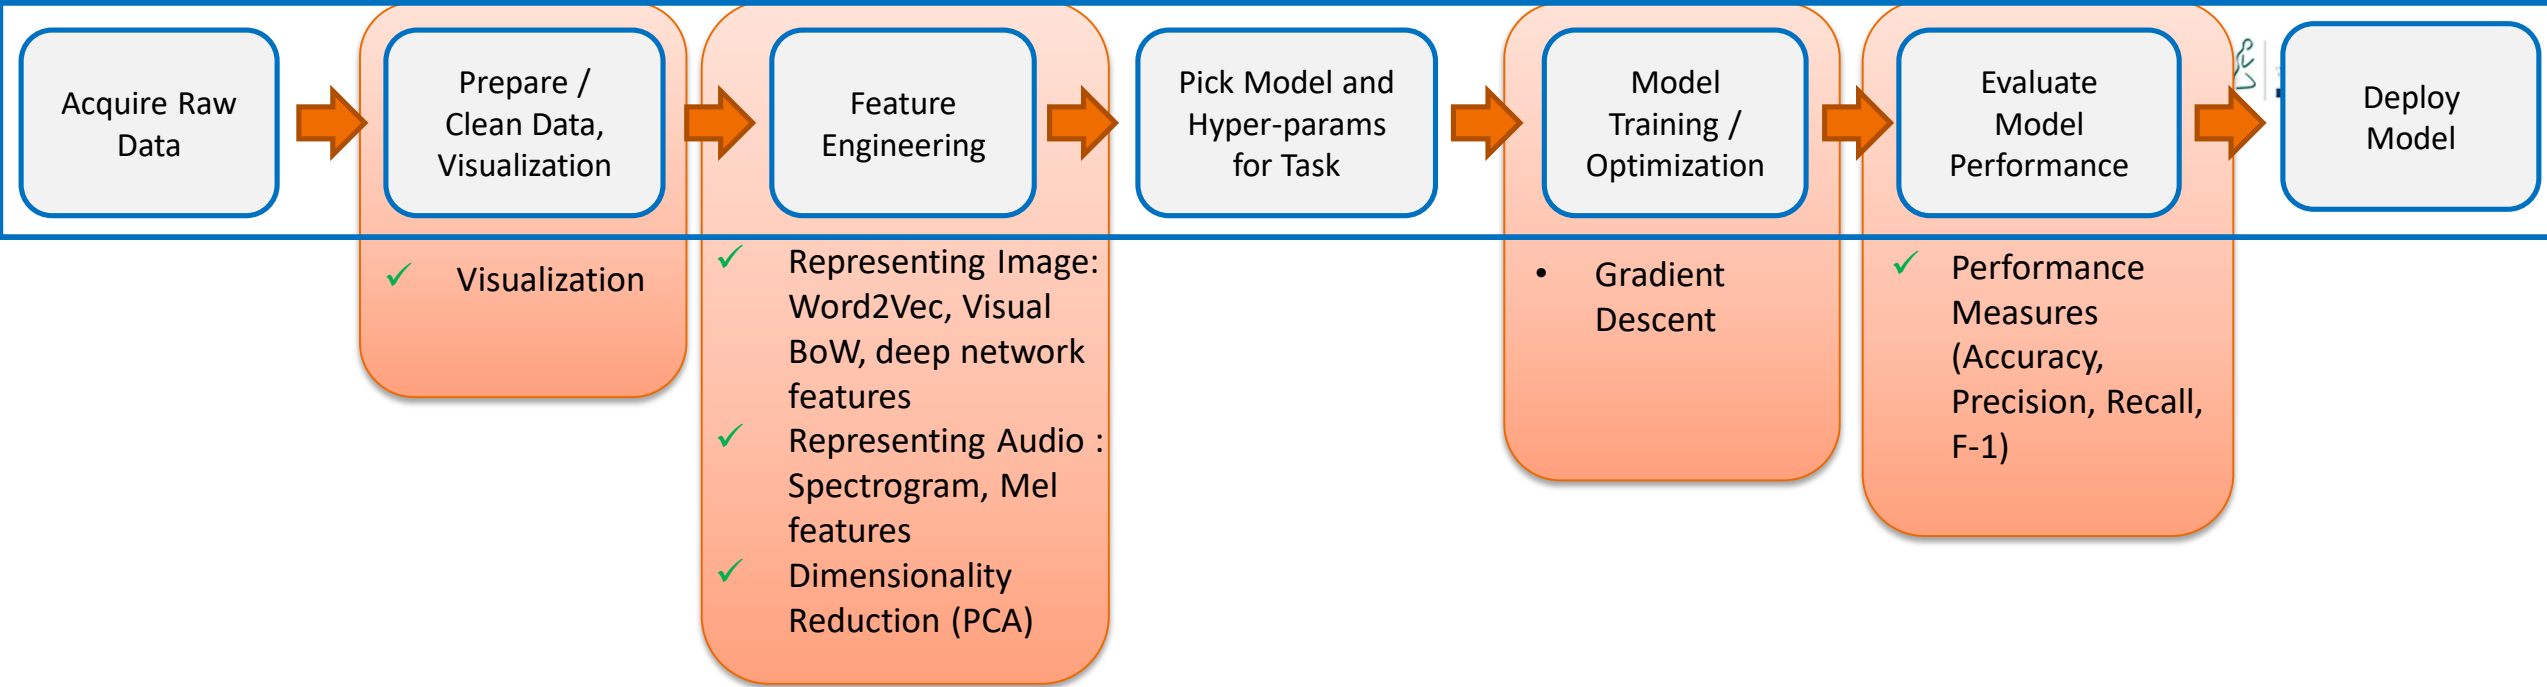 Acquire Raw
Data
Prepare /
Clean Data,
Visualization
Feature
Engineering
Pick Model and
Hyper-params
for Task
Model
Training /
Optimization
Evaluate
Model
Performance
Deploy
Model
✓ Visualization
✓ Representing Image:
Word2Vec, Visual
BoW, deep network
features
✓ Representing Audio :
Spectrogram, Mel
features
✓ Dimensionality
Reduction (PCA)
• Gradient
Descent
✓ Performance
Measures
(Accuracy,
Precision, Recall,
F-1)